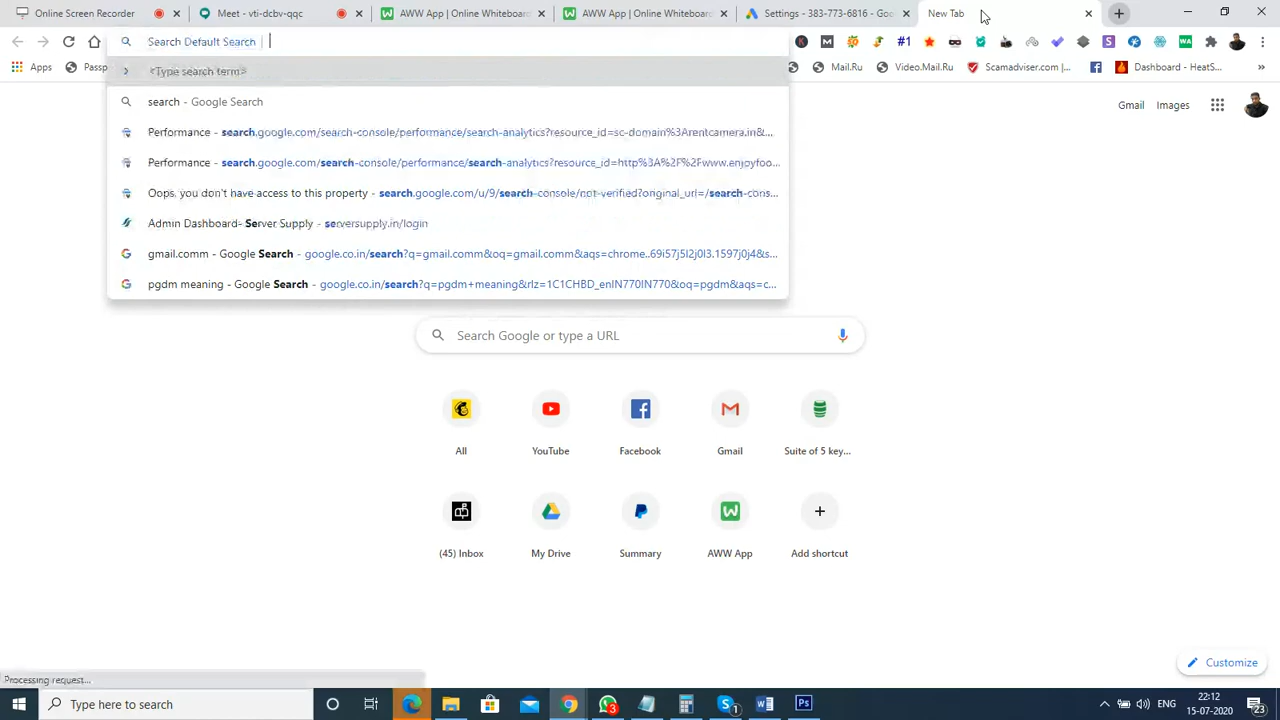 Online Screen Recorder
Meet - vti-dcbv-qqc
AWW App | Online Whiteboar
AWW App | Online Whiteboar
Settings - 383-773-6816 - Goo
New Tab
Search Default Search
#1
WA
Apps
Passp
Mail.Ru
Video.Mail.Ru
Scamadviser.com |...
Dashboard - HeatS...
»
<Type search term>
search - Google Search
Performance - search.google.com/search-console/performance/search-analytics?resource_id=sc-domain%3Arentcamera.in&...
Performance - search.google.com/search-console/performance/search-analytics?resource_id=http%3A%2F%2Fwww.enjoyfoo...
Oops, you don't have access to this property - search.google.com/u/9/search-console/not-verified?original_url=/search-cons...
Admin Dashboard- Server Supply - serversupply.in/login
gmail.comm - Google Search - google.co.in/search?q=gmail.comm&oq=gmail.comm&aqs=chrome..69i57j5l2j0l3.1597j0j4&s...
pgdm meaning - Google Search - google.co.in/search?q=pgdm+meaning&rlz=1C1CHBD_enIN770IN770&oq=pgdm&aqs=c...
Gmail
Images
Search Google or type a URL
All
YouTube
Facebook
Gmail
Suite of 5 key...
(45) Inbox
My Drive
Summary
AWW App
Add shortcut
Customize
Processing request...
Type here to search
3
1
ENG
22:12
15-07-2020
23